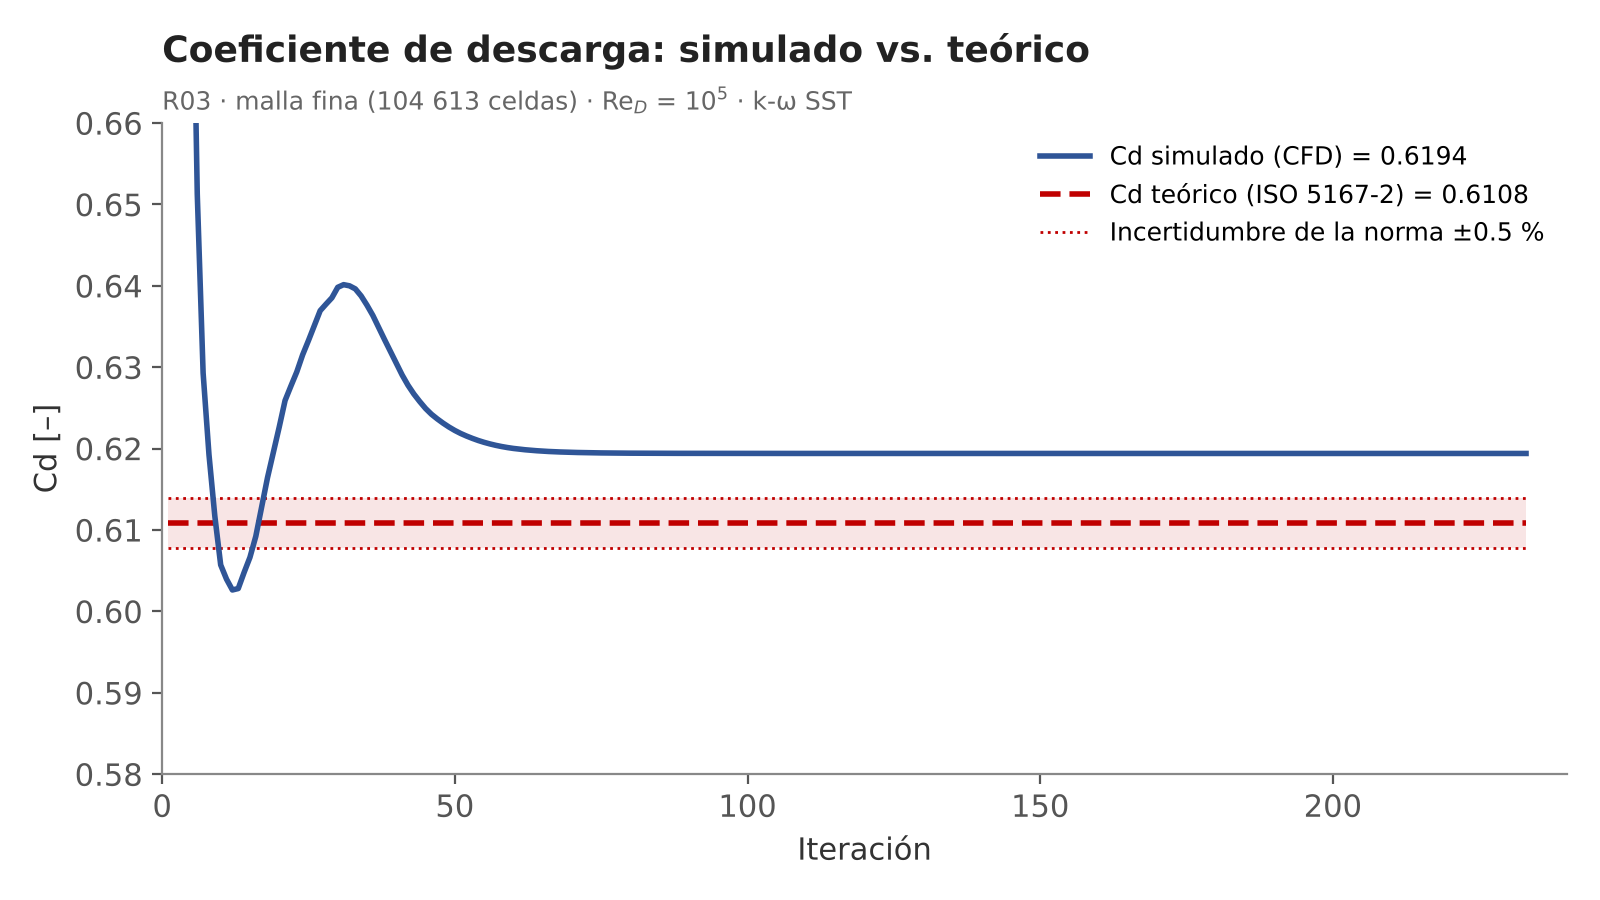 Coeficiente de descarga: simulado vs. teórico
R03 · malla fina (104 613 celdas) · Re_D = 10^5 · k-ω SST
Cd simulado (CFD) = 0.6194
Cd teórico (ISO 5167-2) = 0.6108
Incertidumbre de la norma ±0.5 %
Cd [–]
0.66
0.65
0.64
0.63
0.62
0.61
0.60
0.59
0.58
0 50 100 150 200
Iteración